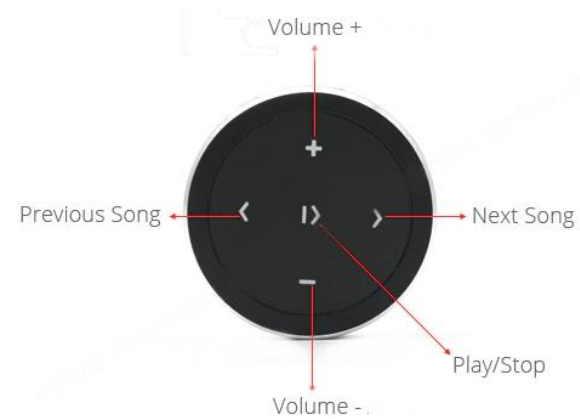 Volume +
Previous Song
Next Song
Play/Stop
Volume -